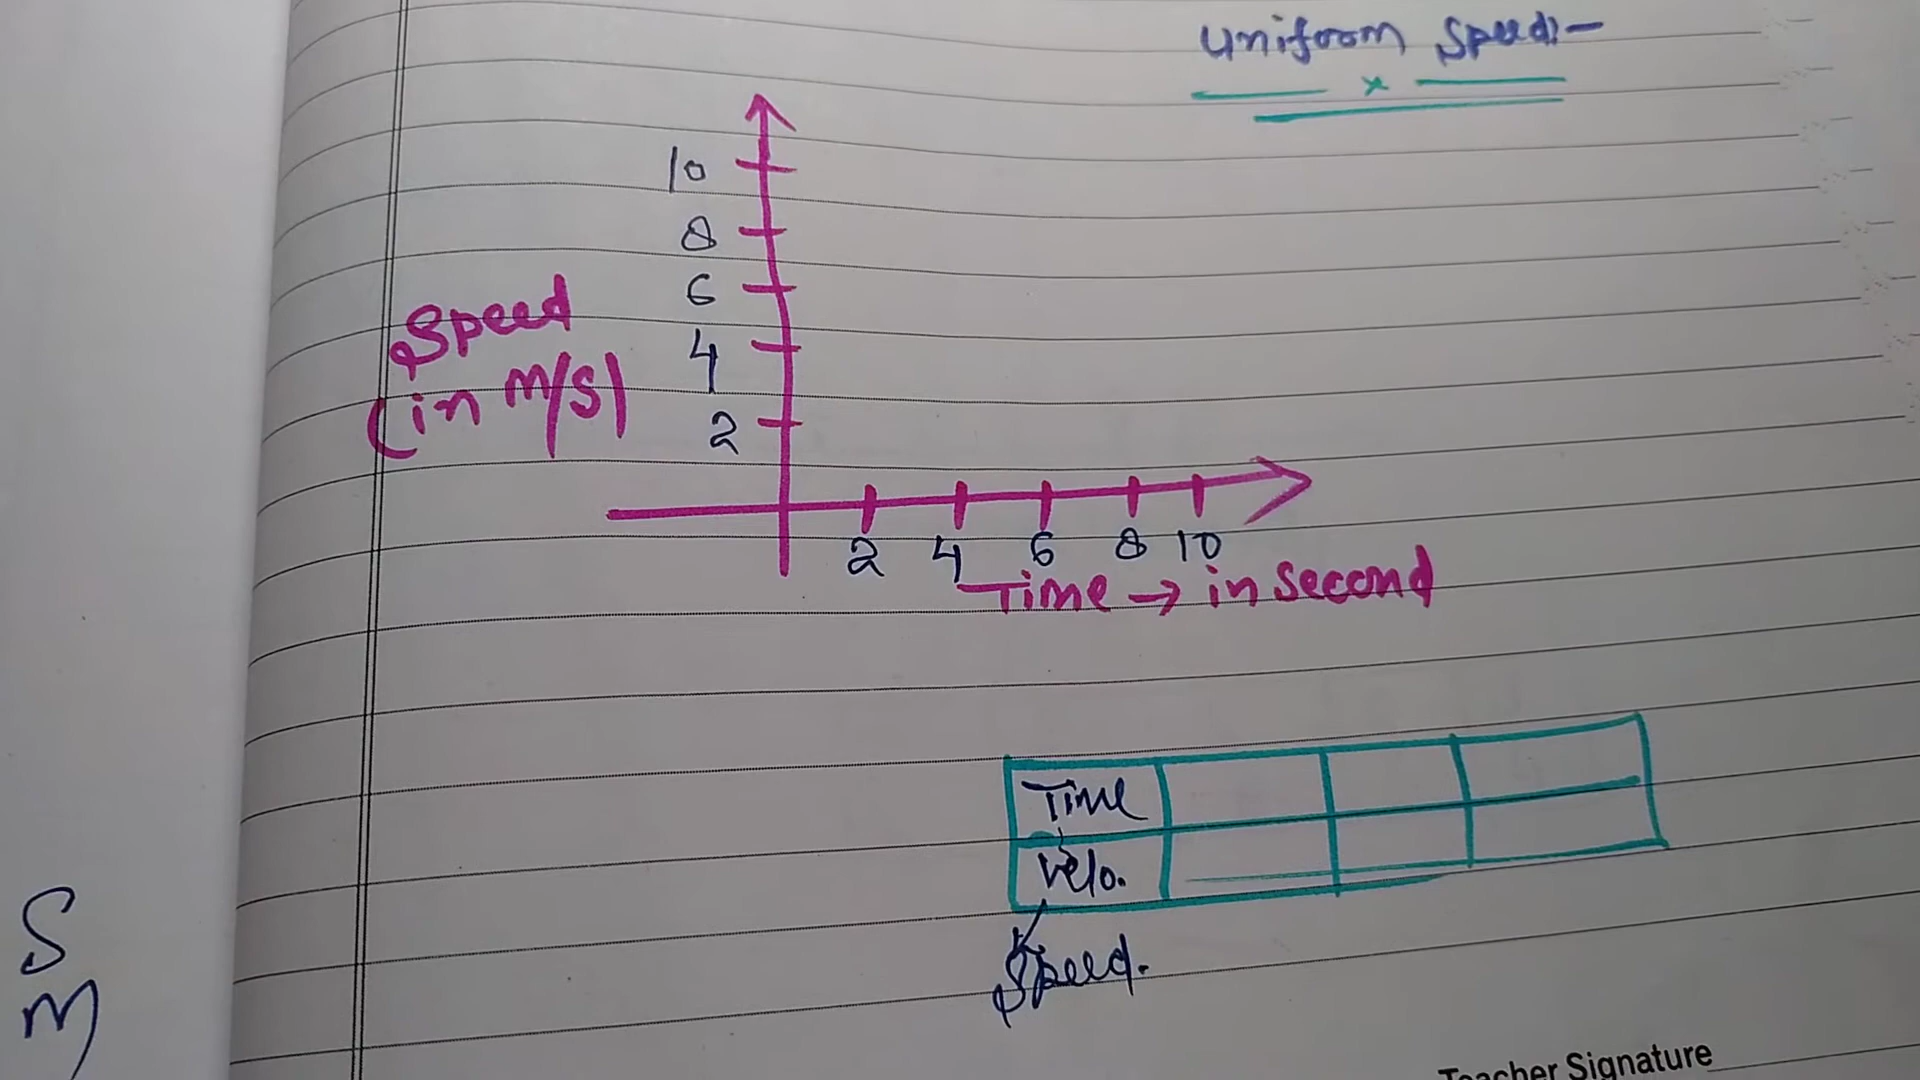 Uniform Speed:-
x
10
8
6
4
2
Speed
(in m/s)
2 4 6 8 10
Time → in second
Time
Velo.
Speed.
S
m
Teacher Signature